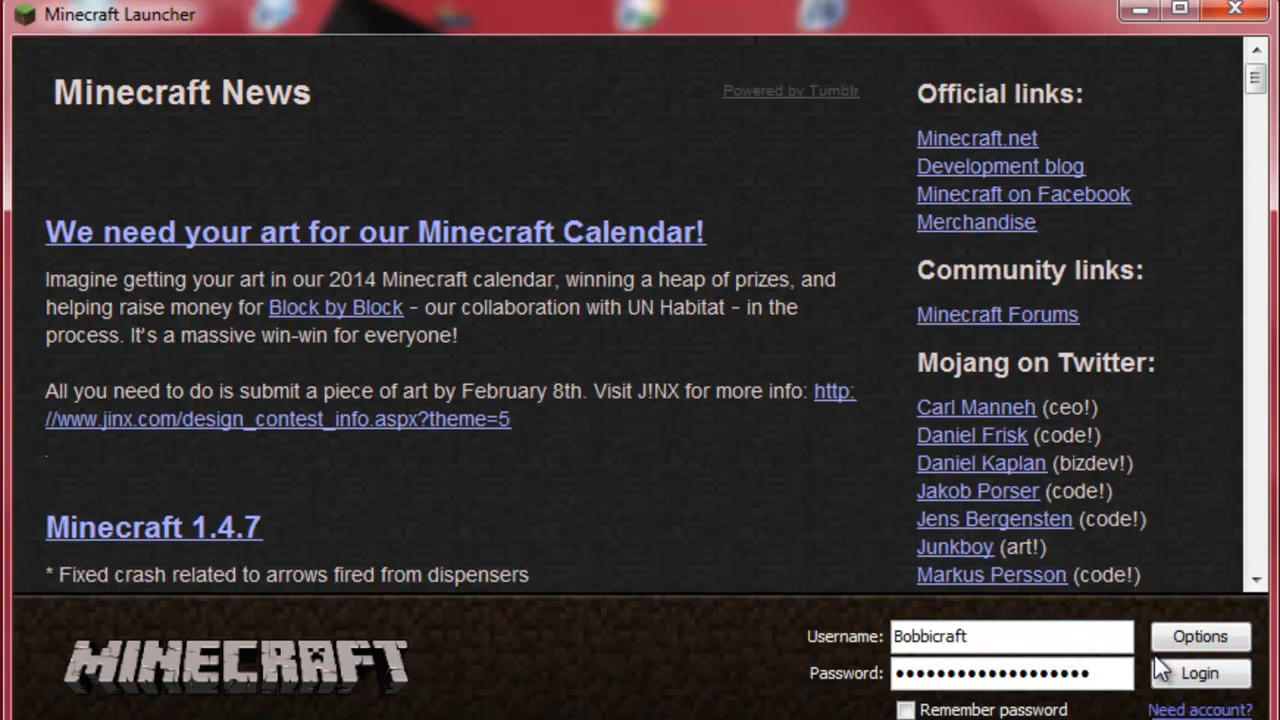 Minecraft Launcher
Minecraft News
Powered by Tumblr
We need your art for our Minecraft Calendar!
Imagine getting your art in our 2014 Minecraft calendar, winning a heap of prizes, and
helping raise money for Block by Block - our collaboration with UN Habitat - in the
process. It's a massive win-win for everyone!
All you need to do is submit a piece of art by February 8th. Visit J!NX for more info: http:
//www.jinx.com/design_contest_info.aspx?theme=5
.
Minecraft 1.4.7
* Fixed crash related to arrows fired from dispensers
Official links:
Minecraft.net
Development blog
Minecraft on Facebook
Merchandise
Community links:
Minecraft Forums
Mojang on Twitter:
Carl Manneh (ceo!)
Daniel Frisk (code!)
Daniel Kaplan (bizdev!)
Jakob Porser (code!)
Jens Bergensten (code!)
Junkboy (art!)
Markus Persson (code!)
MINECRAFT
Username: Bobbicraft
Options
Password: •••••••••••••••••••
Login
Remember password
Need account?